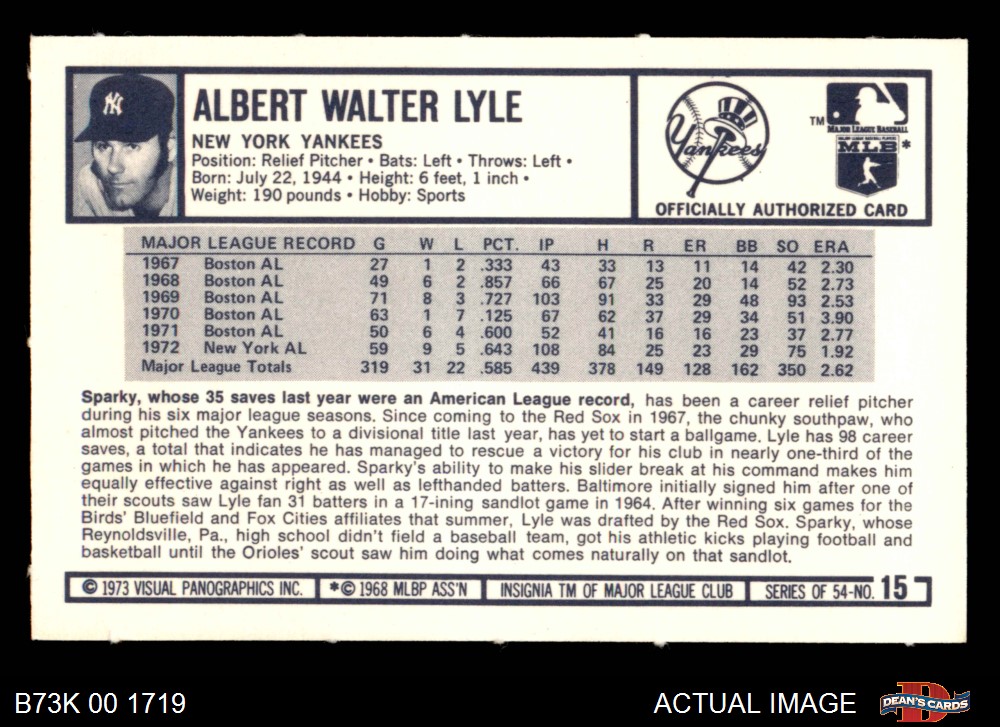 NY
ALBERT WALTER LYLE
NEW YORK YANKEES
Position: Relief Pitcher • Bats: Left • Throws: Left •
Born: July 22, 1944 • Height: 6 feet, 1 inch •
Weight: 190 pounds • Hobby: Sports
Yankees
TM
MAJOR LEAGUE BASEBALL
MLB*
OFFICIALLY AUTHORIZED CARD
MAJOR LEAGUE RECORD G W L PCT. IP H R ER BB SO ERA
1967 Boston AL 27 1 2 .333 43 33 13 11 14 42 2.30
1968 Boston AL 49 6 2 .857 66 67 25 20 14 52 2.73
1969 Boston AL 71 8 3 .727 103 91 33 29 48 93 2.53
1970 Boston AL 63 1 7 .125 67 62 37 29 34 51 3.90
1971 Boston AL 50 6 4 .600 52 41 16 16 23 37 2.77
1972 New York AL 59 9 5 .643 108 84 25 23 29 75 1.92
Major League Totals 319 31 22 .585 439 378 149 128 162 350 2.62
Sparky, whose 35 saves last year were an American League record, has been a career relief pitcher
during his six major league seasons. Since coming to the Red Sox in 1967, the chunky southpaw, who
almost pitched the Yankees to a divisional title last year, has yet to start a ballgame. Lyle has 98 career
saves, a total that indicates he has managed to rescue a victory for his club in nearly one-third of the
games in which he has appeared. Sparky's ability to make his slider break at his command makes him
equally effective against right as well as lefthanded batters. Baltimore initially signed him after one of
their scouts saw Lyle fan 31 batters in a 17-ining sandlot game in 1964. After winning six games for the
Birds' Bluefield and Fox Cities affiliates that summer, Lyle was drafted by the Red Sox. Sparky, whose
Reynoldsville, Pa., high school didn't field a baseball team, got his athletic kicks playing football and
basketball until the Orioles' scout saw him doing what comes naturally on that sandlot.
© 1973 VISUAL PANOGRAPHICS INC. *© 1968 MLBP ASS'N INSIGNIA TM OF MAJOR LEAGUE CLUB SERIES OF 54-NO. 15
B73K 00 1719 ACTUAL IMAGE DEAN'S CARDS